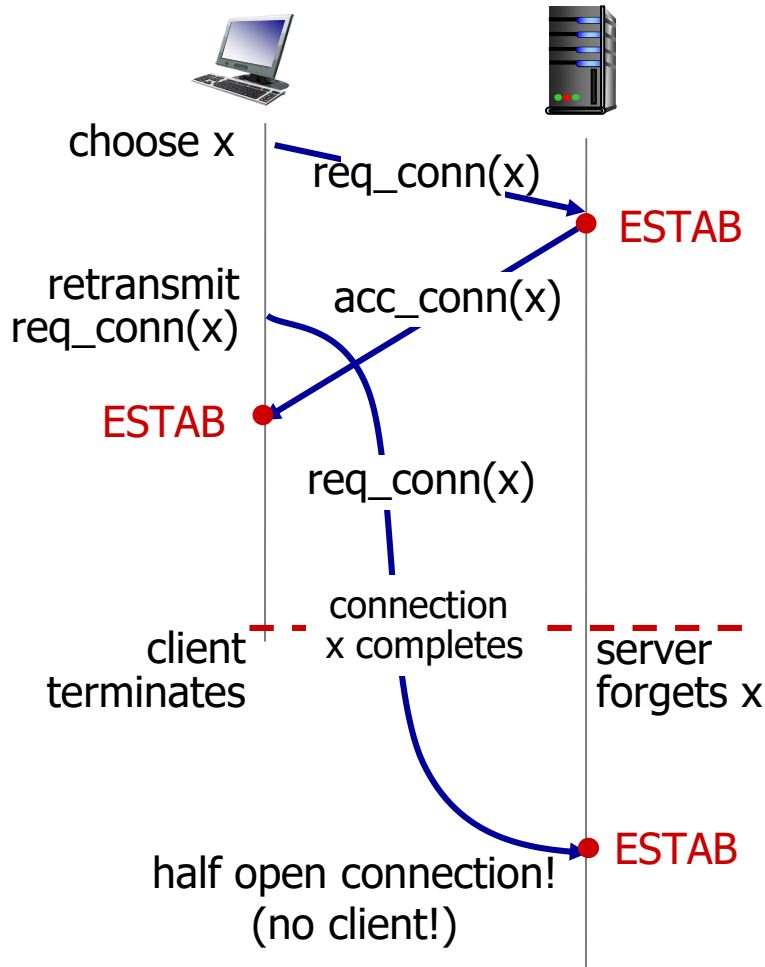 choose x
req_conn(x)
ESTAB
retransmit
req_conn(x)
acc_conn(x)
ESTAB
req_conn(x)
connection
x completes
client
terminates
server
forgets x
ESTAB
half open connection!
(no client!)